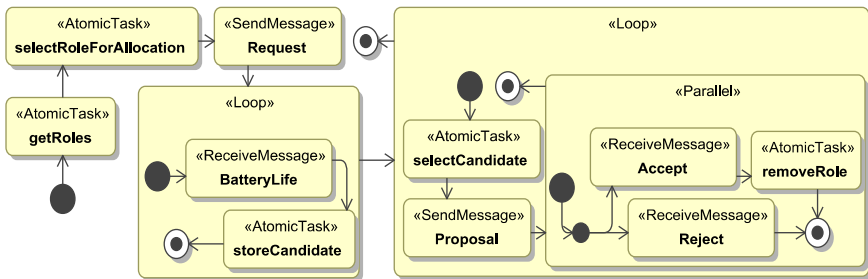 «AtomicTask»
selectRoleForAllocation
«SendMessage»
Request
«AtomicTask»
getRoles
«Loop»
«ReceiveMessage»
BatteryLife
«AtomicTask»
storeCandidate
«Loop»
«AtomicTask»
selectCandidate
«SendMessage»
Proposal
«Parallel»
«ReceiveMessage»
Accept
«AtomicTask»
removeRole
«ReceiveMessage»
Reject